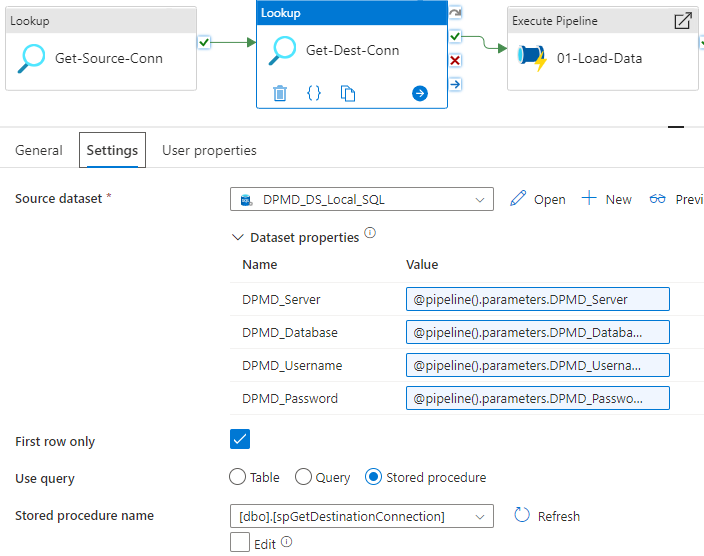 Lookup
Get-Source-Conn
Lookup
Get-Dest-Conn
Execute Pipeline
01-Load-Data
General
Settings
User properties
Source dataset *
DPMD_DS_Local_SQL
Open
New
Previ
Dataset properties
Name Value
DPMD_Server @pipeline().parameters.DPMD_Server
DPMD_Database @pipeline().parameters.DPMD_Databa...
DPMD_Username @pipeline().parameters.DPMD_Userna...
DPMD_Password @pipeline().parameters.DPMD_Passwo...
First row only
Use query Table Query Stored procedure
Stored procedure name [dbo].[spGetDestinationConnection] Refresh
Edit